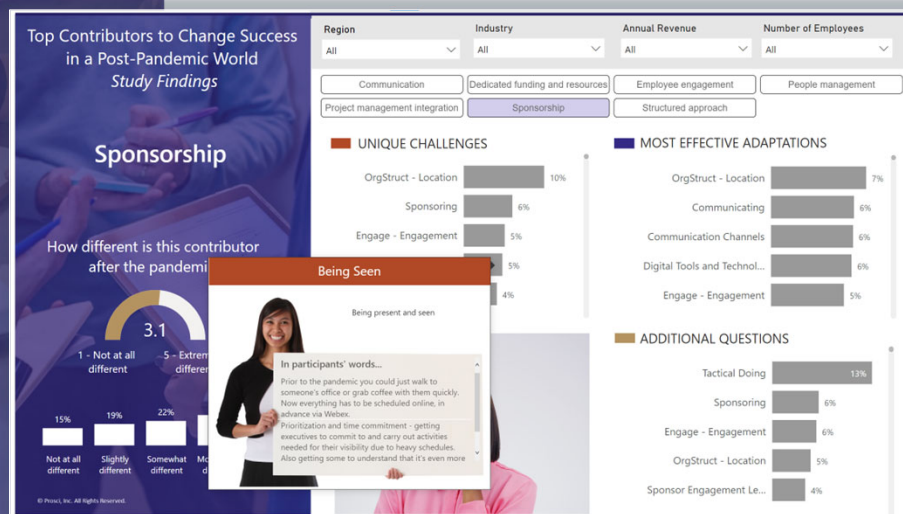 Top Contributors to Change Success
in a Post-Pandemic World
Study Findings
Sponsorship
How different is this contributor
after the pandemi
3.1
1 - Not at all
different
5 - Extrem
differe
15%
19%
22%
Not at all
different
Slightly
different
Somewhat
different
Mo
di
© Prosci, Inc. All Rights Reserved.
Region
All
Industry
All
Annual Revenue
All
Number of Employees
All
Communication
Dedicated funding and resources
Employee engagement
People management
Project management integration
Sponsorship
Structured approach
UNIQUE CHALLENGES
OrgStruct - Location
10%
Sponsoring
6%
Engage - Engagement
5%
5%
4%
Being Seen
Being present and seen
In participants' words...
Prior to the pandemic you could just walk to
someone's office or grab coffee with them quickly.
Now everything has to be scheduled online, in
advance via Webex.
Prioritization and time commitment - getting
executives to commit to and carry out activities
needed for their visibility due to heavy schedules.
Also getting some to understand that it's even more
MOST EFFECTIVE ADAPTATIONS
OrgStruct - Location
7%
Communicating
6%
Communication Channels
6%
Digital Tools and Technol...
6%
Engage - Engagement
5%
ADDITIONAL QUESTIONS
Tactical Doing
13%
Sponsoring
6%
Engage - Engagement
6%
OrgStruct - Location
5%
Sponsor Engagement Le...
4%